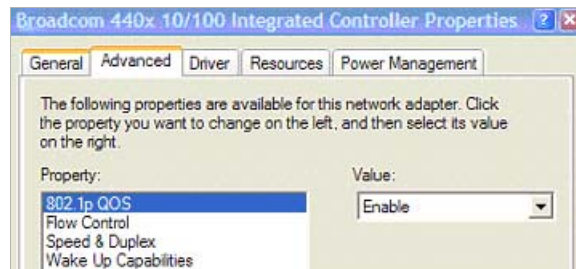 Broadcom 440x 10/100 Integrated Controller Properties
General Advanced Driver Resources Power Management
The following properties are available for this network adapter. Click
the property you want to change on the left, and then select its value
on the right.
Property: Value:
802.1p QOS Enable
Flow Control
Speed & Duplex
Wake Up Capabilities